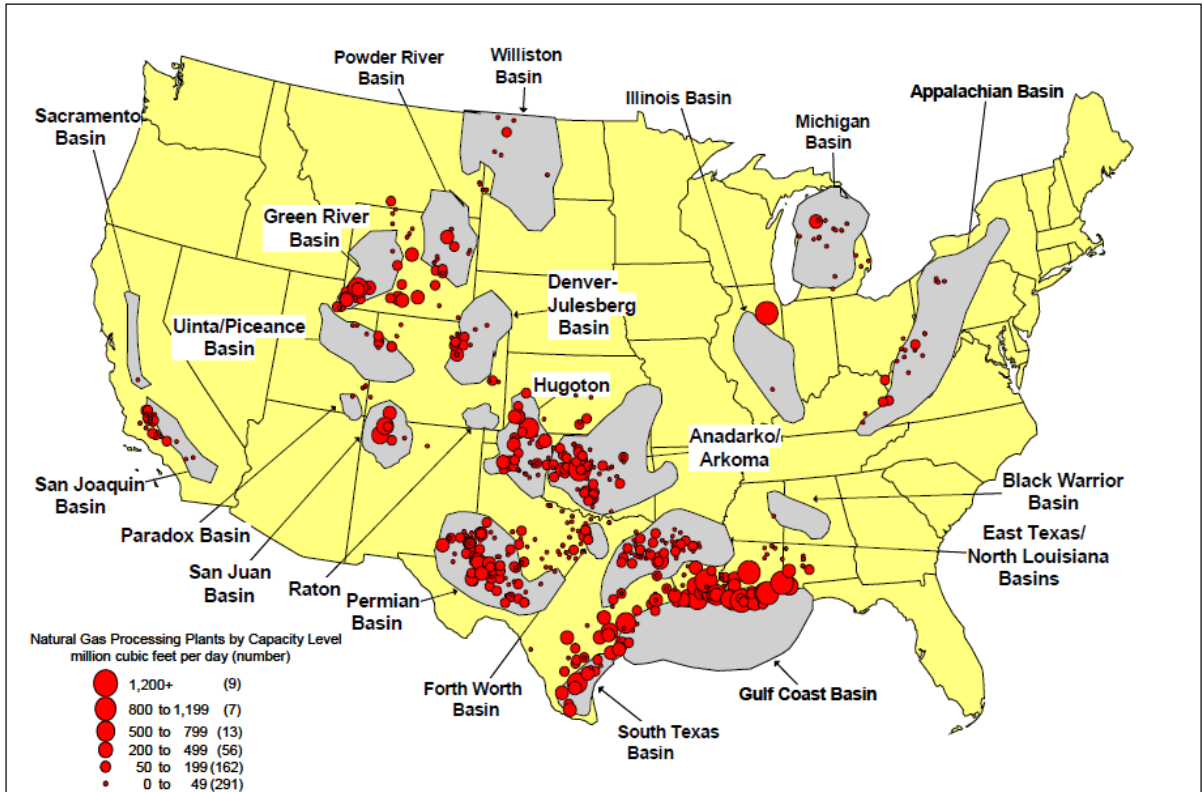 Williston
Basin
Powder River
Basin
Illinois Basin
Appalachian Basin
Michigan
Basin
Sacramento
Basin
Green River
Basin
Denver-
Julesberg
Basin
Uinta/Piceance
Basin
Hugoton
Anadarko/
Arkoma
San Joaquin
Basin
Black Warrior
Basin
Paradox Basin
East Texas/
North Louisiana
Basins
San Juan
Basin
Raton
Permian
Basin
Natural Gas Processing Plants by Capacity Level
million cubic feet per day (number)
1,200+ (9)
800 to 1,199 (7)
500 to 799 (13)
200 to 499 (56)
50 to 199 (162)
0 to 49 (291)
Forth Worth
Basin
Gulf Coast Basin
South Texas
Basin